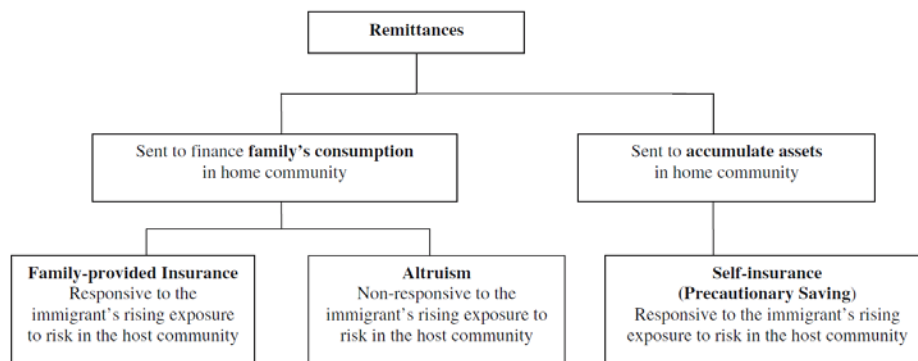 Remittances
Sent to finance family's consumption
in home community
Sent to accumulate assets
in home community
Family-provided Insurance
Responsive to the
immigrant's rising exposure
to risk in the host community
Altruism
Non-responsive to the
immigrant's rising exposure to
risk in the host community
Self-insurance
(Precautionary Saving)
Responsive to the immigrant's rising
exposure to risk in the host community